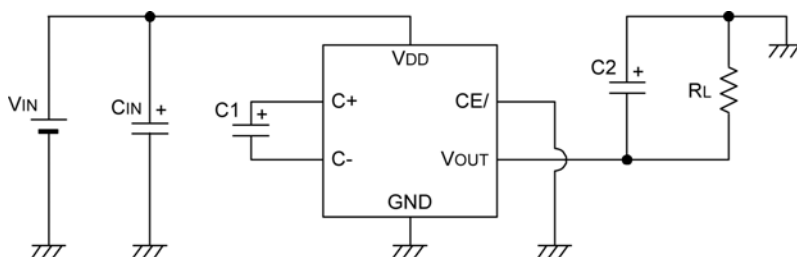 VDD
C2 +
VIN
CIN +
C1 +
C+
CE/
RL
C-
VOUT
GND